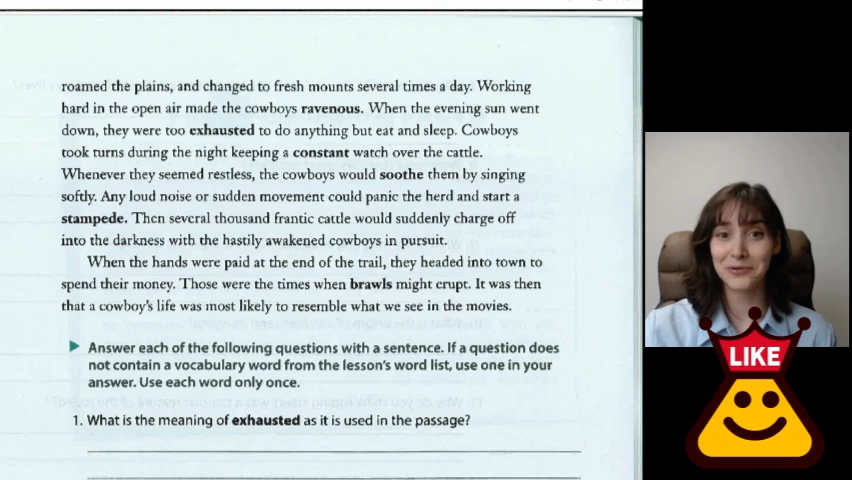 roamed the plains, and changed to fresh mounts several times a day. Working
hard in the open air made the cowboys ravenous. When the evening sun went
down, they were too exhausted to do anything but eat and sleep. Cowboys
took turns during the night keeping a constant watch over the cattle.
Whenever they seemed restless, the cowboys would soothe them by singing
softly. Any loud noise or sudden movement could panic the herd and start a
stampede. Then several thousand frantic cattle would suddenly charge off
into the darkness with the hastily awakened cowboys in pursuit.
When the hands were paid at the end of the trail, they headed into town to
spend their money. Those were the times when brawls might erupt. It was then
that a cowboy's life was most likely to resemble what we see in the movies.
Answer each of the following questions with a sentence. If a question does
not contain a vocabulary word from the lesson's word list, use one in your
answer. Use each word only once.
1. What is the meaning of exhausted as it is used in the passage?
LIKE